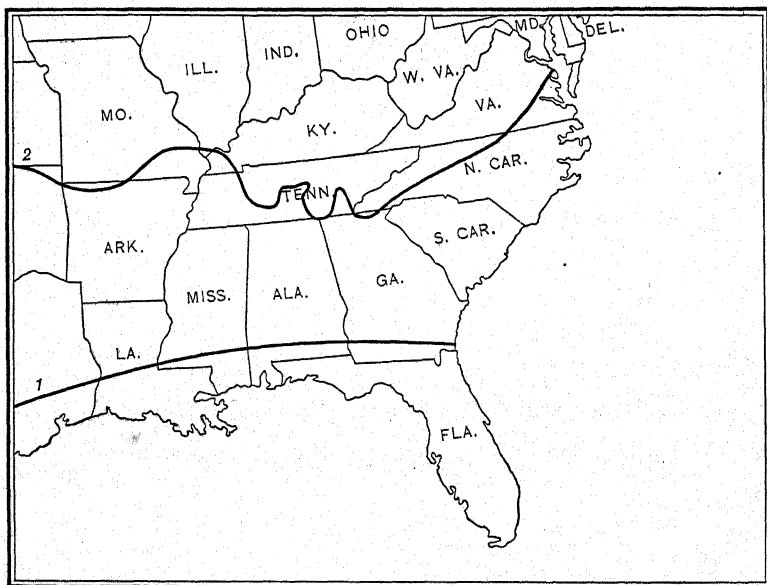 OHIO
MD.
DEL.
IND.
ILL.
W. VA.
MO.
VA.
KY.
2
N. CAR.
TENN.
S. CAR.
ARK.
GA.
MISS.
ALA.
LA.
1
FLA.